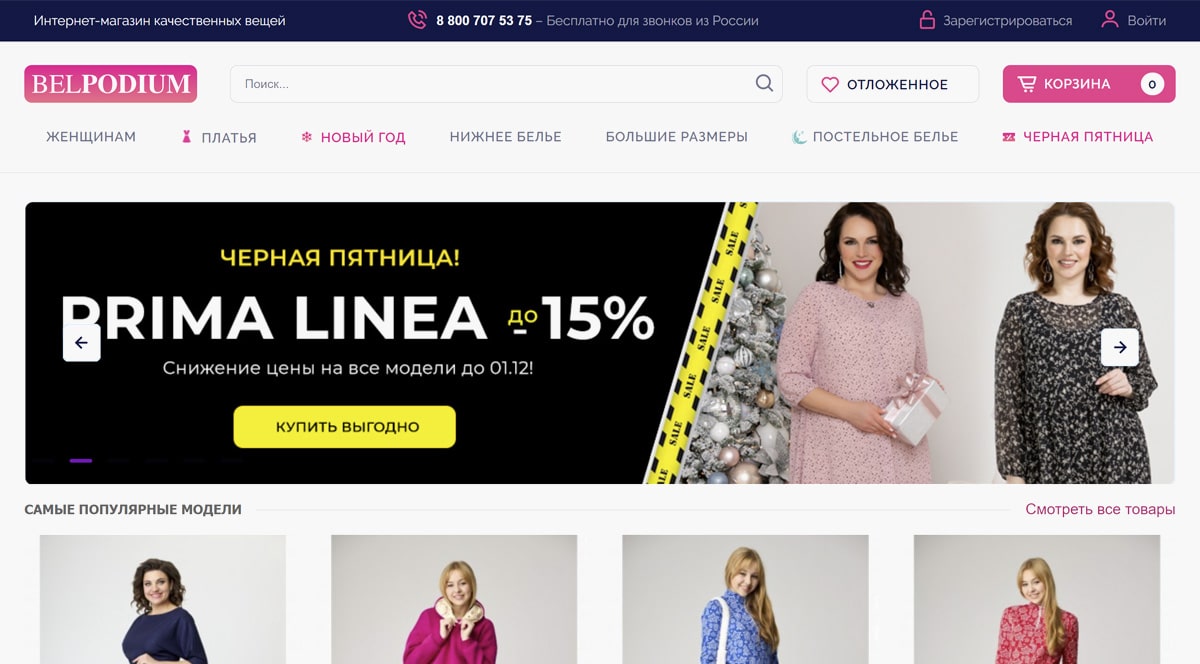 Интернет-магазин качественных вещей
8 800 707 53 75 – Бесплатно для звонков из России
Зарегистрироваться
Войти
BELPODIUM
Поиск...
ОТЛОЖЕННОЕ
КОРЗИНА 0
ЖЕНЩИНАМ
ПЛАТЬЯ
НОВЫЙ ГОД
НИЖНЕЕ БЕЛЬЕ
БОЛЬШИЕ РАЗМЕРЫ
ПОСТЕЛЬНОЕ БЕЛЬЕ
ЧЕРНАЯ ПЯТНИЦА
ЧЕРНАЯ ПЯТНИЦА!
PRIMA LINEA до -15%
Снижение цены на все модели до 01.12!
КУПИТЬ ВЫГОДНО
SALE
SALE
SALE
SALE
SALE
САМЫЕ ПОПУЛЯРНЫЕ МОДЕЛИ
Смотреть все товары